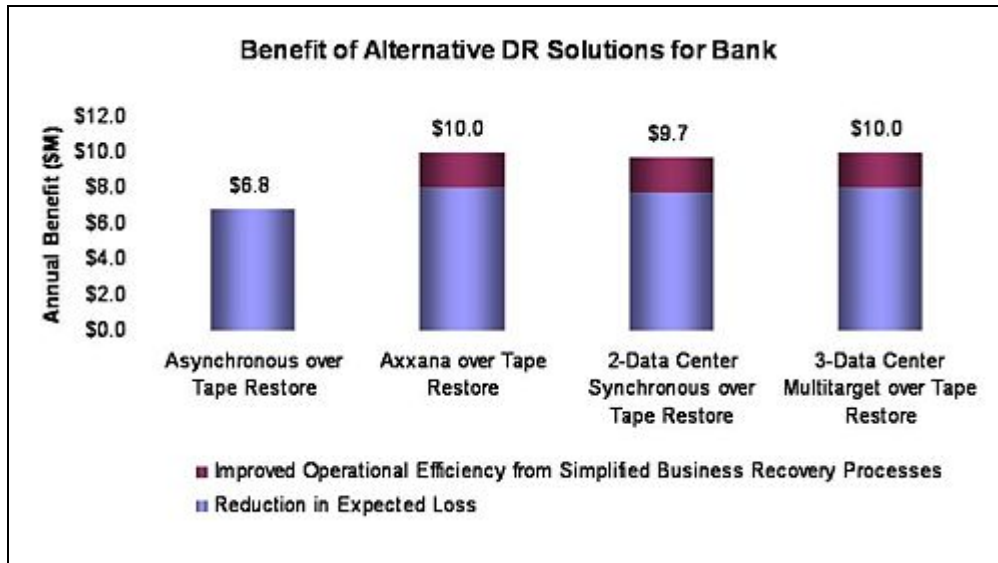 Benefit of Alternative DR Solutions for Bank
Annual Benefit ($M)
$12.0
$10.0
$8.0
$6.0
$4.0
$2.0
$0.0
$6.8
$10.0
$9.7
$10.0
Asynchronous over
Tape Restore
Axxana over Tape
Restore
2-Data Center
Synchronous over
Tape Restore
3-Data Center
Multitarget over Tape
Restore
Improved Operational Efficiency from Simplified Business Recovery Processes
Reduction in Expected Loss